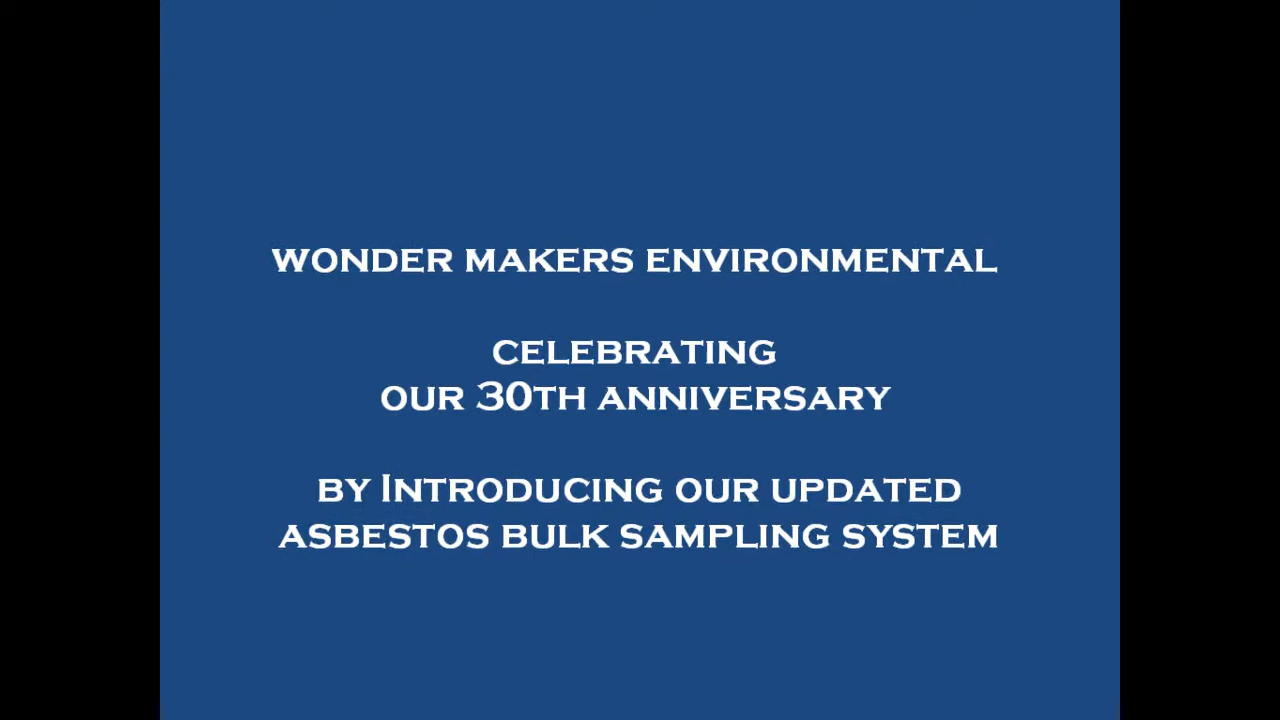 WONDER MAKERS ENVIRONMENTAL
CELEBRATING
OUR 30TH ANNIVERSARY
BY INTRODUCING OUR UPDATED
ASBESTOS BULK SAMPLING SYSTEM